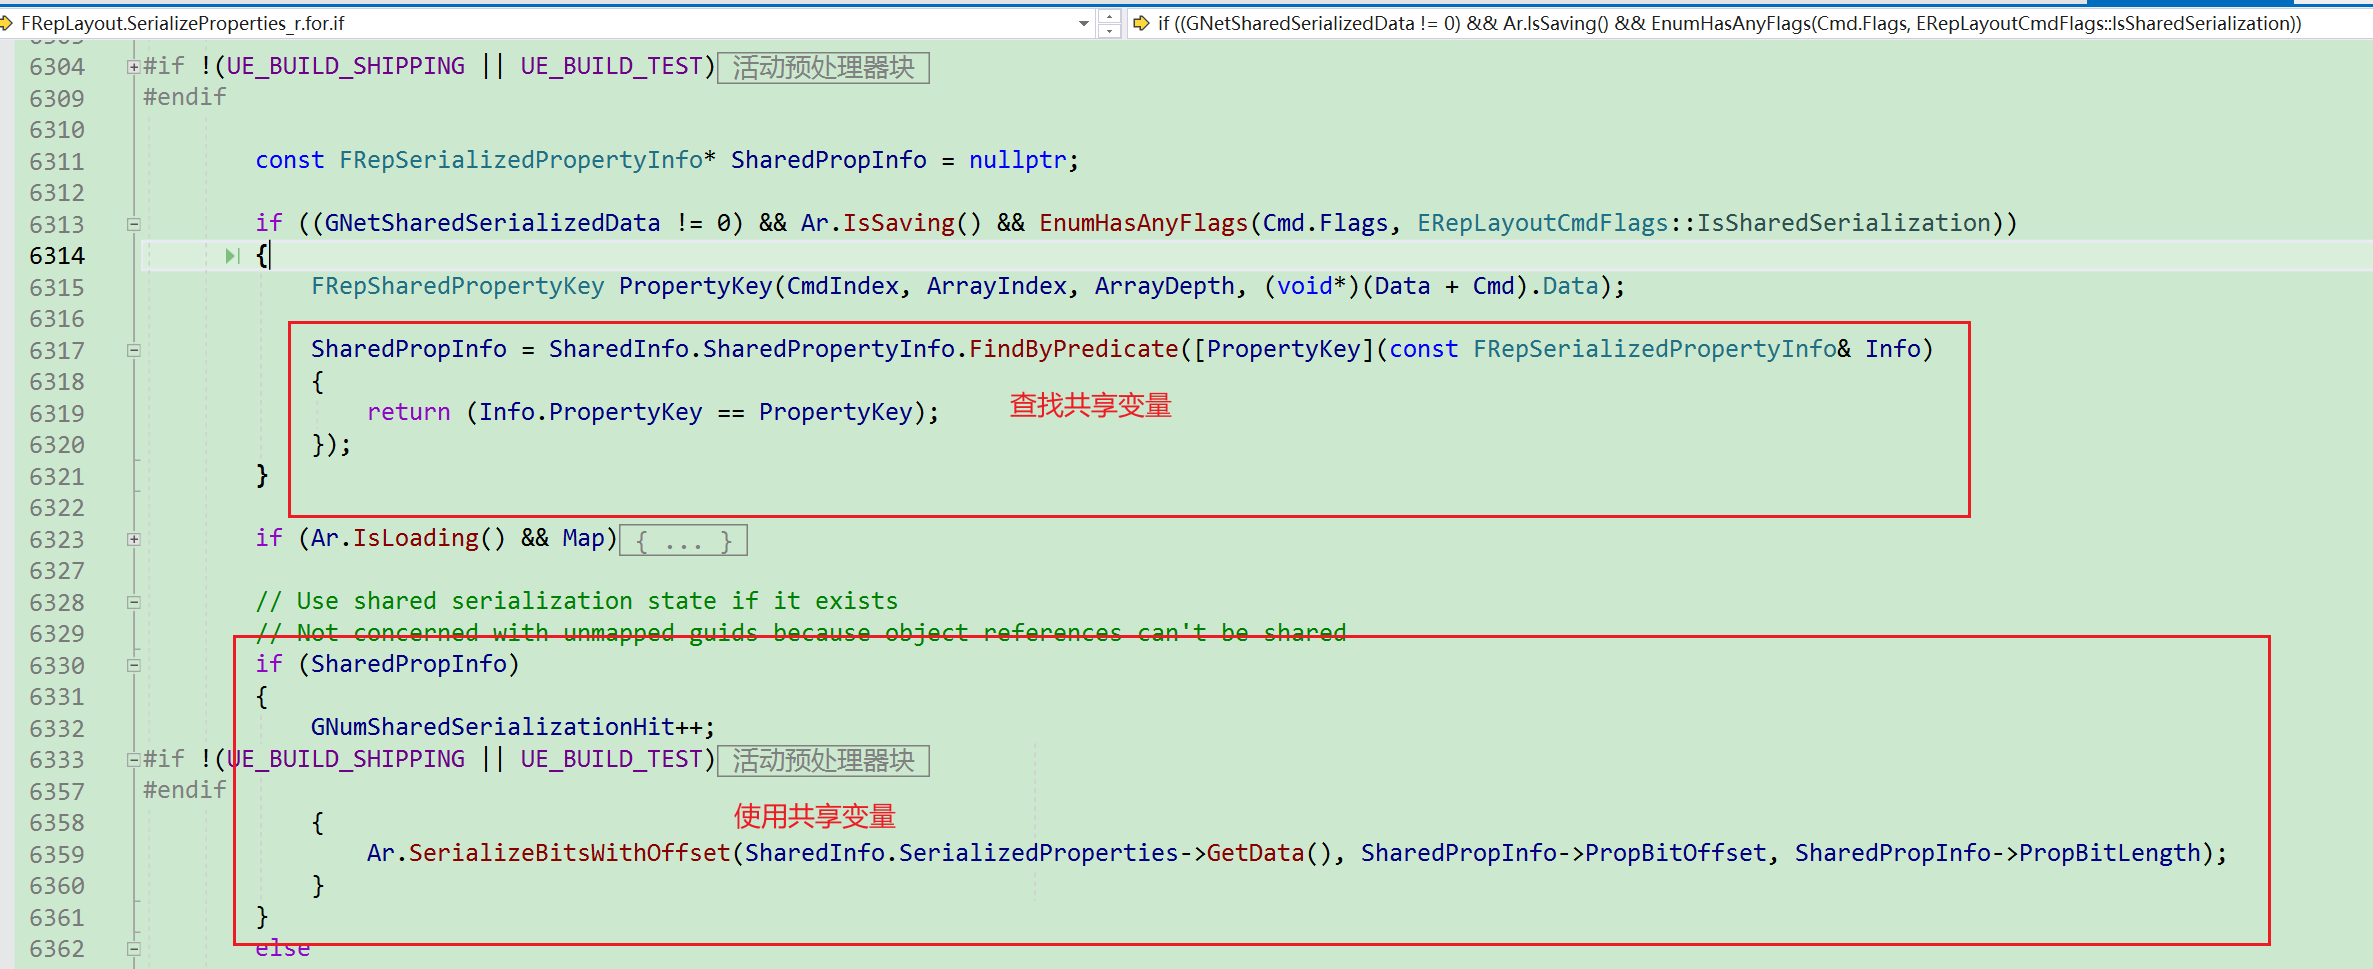 FRepLayout.SerializeProperties_r.for.if
if ((GNetSharedSerializedData != 0) && Ar.IsSaving() && EnumHasAnyFlags(Cmd.Flags, ERepLayoutCmdFlags::IsSharedSerialization))
6304 #if !(UE_BUILD_SHIPPING || UE_BUILD_TEST) 活动预处理器块
6309 #endif
6310
6311 const FRepSerializedPropertyInfo* SharedPropInfo = nullptr;
6312
6313 if ((GNetSharedSerializedData != 0) && Ar.IsSaving() && EnumHasAnyFlags(Cmd.Flags, ERepLayoutCmdFlags::IsSharedSerialization))
6314 {
6315 FRepSharedPropertyKey PropertyKey(CmdIndex, ArrayIndex, ArrayDepth, (void*)(Data + Cmd).Data);
6316
6317 SharedPropInfo = SharedInfo.SharedPropertyInfo.FindByPredicate([PropertyKey](const FRepSerializedPropertyInfo& Info)
6318 {
6319 return (Info.PropertyKey == PropertyKey);
查找共享变量
6320 });
6321 }
6322
6323 if (Ar.IsLoading() && Map) { ... }
6327
6328 // Use shared serialization state if it exists
6329 // Not concerned with unmapped guids because object references can't be shared
6330 if (SharedPropInfo)
6331 {
6332 GNumSharedSerializationHit++;
6333 #if !(UE_BUILD_SHIPPING || UE_BUILD_TEST) 活动预处理器块
6357 #endif
6358 {
使用共享变量
6359 Ar.SerializeBitsWithOffset(SharedInfo.SerializedProperties->GetData(), SharedPropInfo->PropBitOffset, SharedPropInfo->PropBitLength);
6360 }
6361 }
6362 else